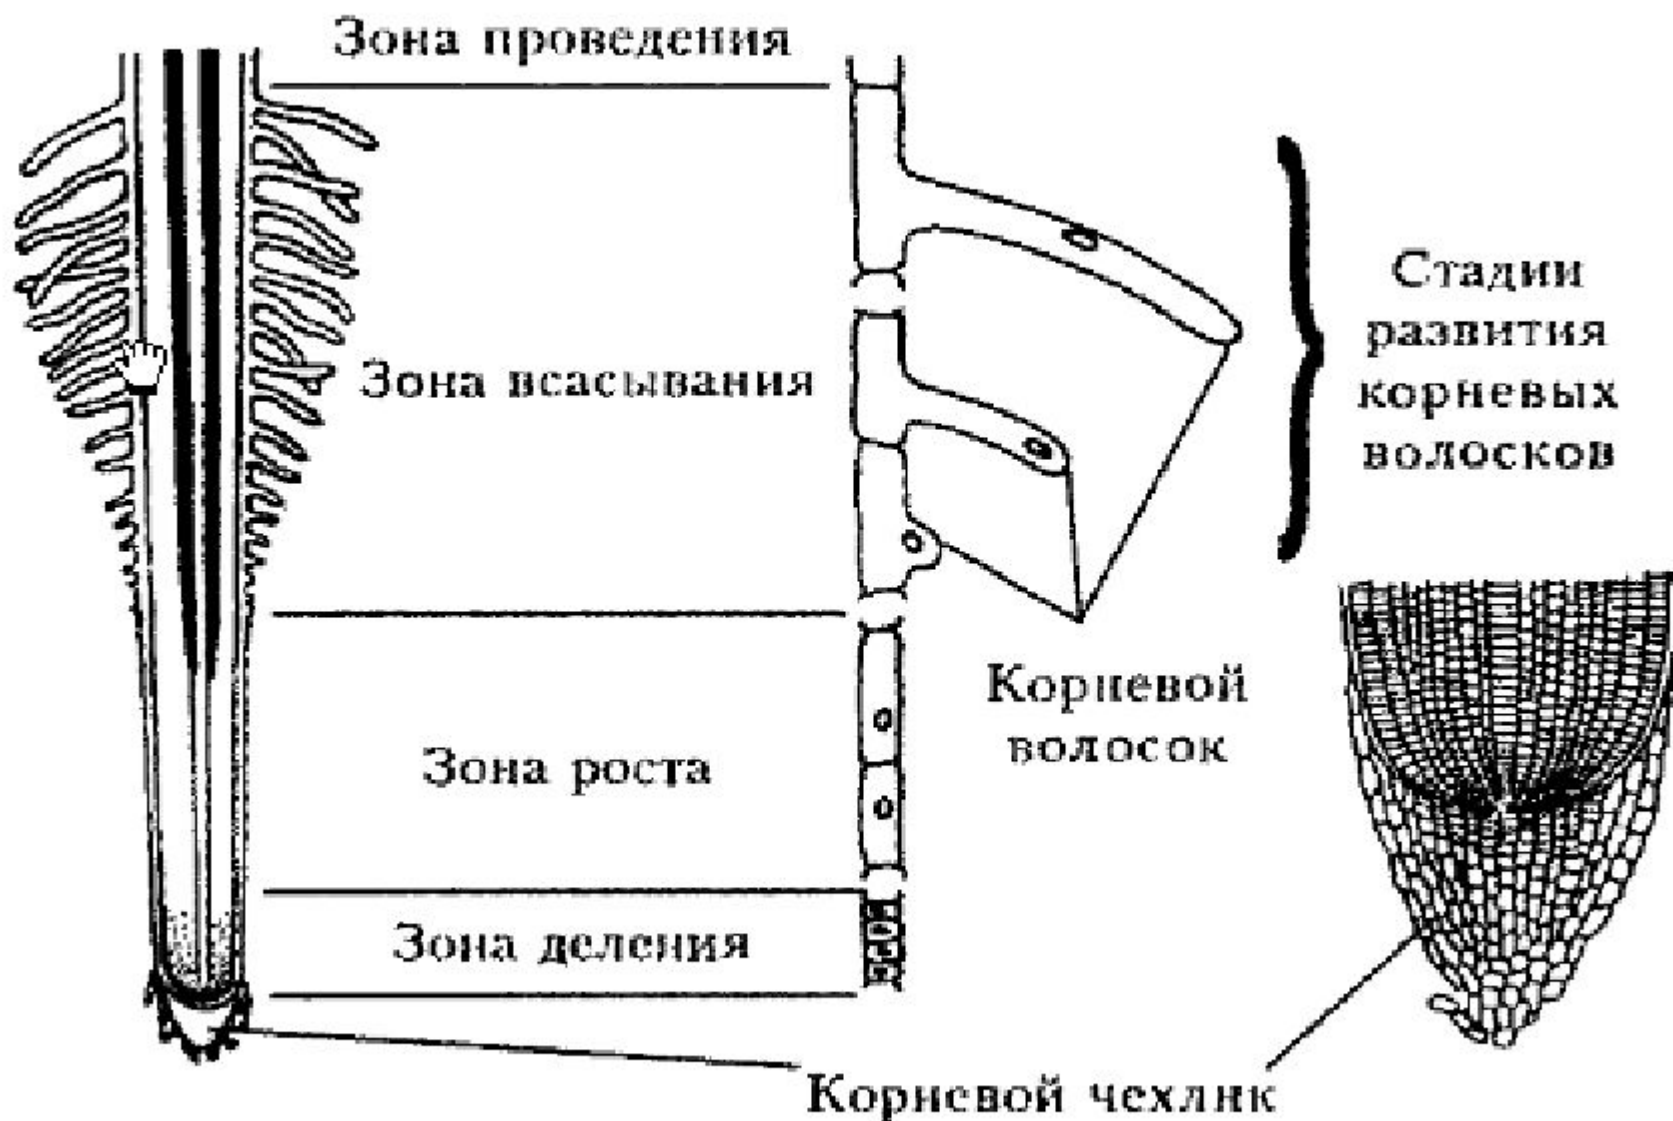 Зона проведения
Зона всасывания
Стадии
развития
корневых
волосков
Корневой
волосок
Зона роста
Зона деления
Корневой чехлик